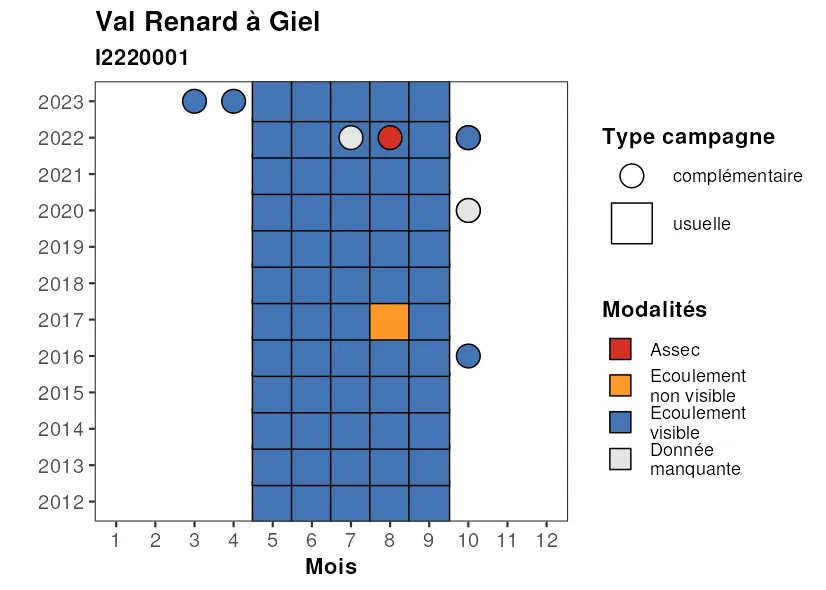 Val Renard à Giel
I2220001
2023
2022
2021
2020
2019
2018
2017
2016
2015
2014
2013
2012
1 2 3 4 5 6 7 8 9 10 11 12
Mois
Type campagne
complémentaire
usuelle
Modalités
Assec
Ecoulement
non visible
Ecoulement
visible
Donnée
manquante